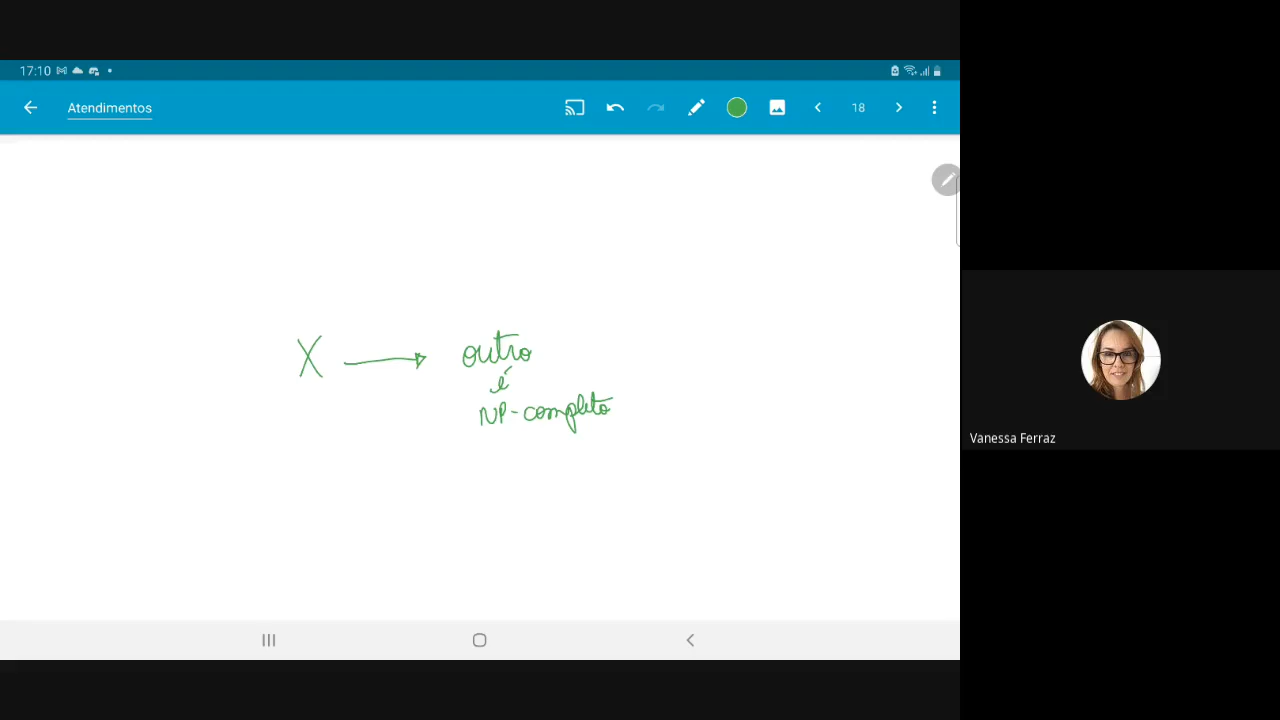 17:10
Atendimentos
18
X → outro
é
NP-completo
Vanessa Ferraz